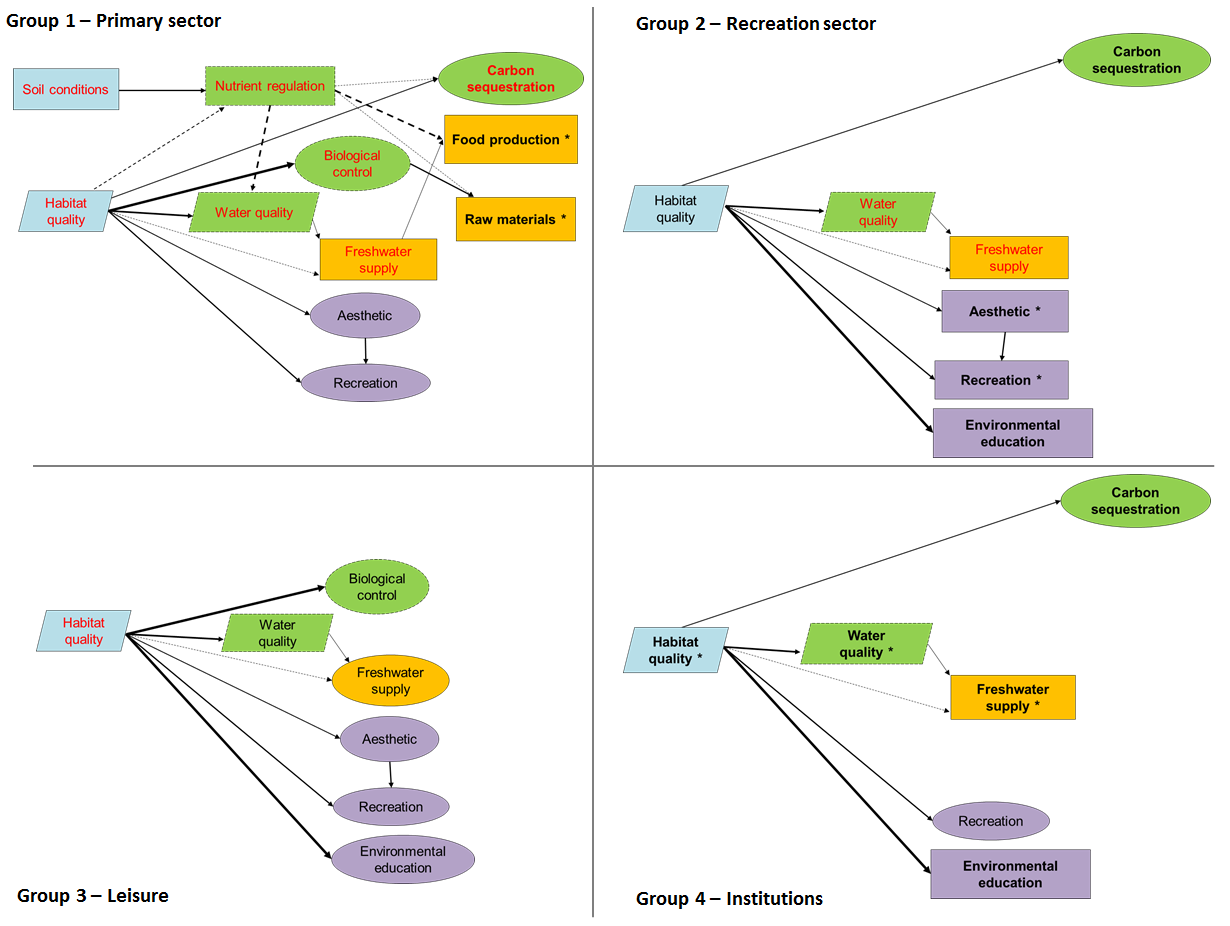 Group 1 – Primary sector
Soil conditions
Nutrient regulation
Carbon
sequestration
Food production *
Biological
control
Habitat
quality
Water quality
Raw materials *
Freshwater
supply
Aesthetic
Recreation
Group 2 – Recreation sector
Carbon
sequestration
Habitat
quality
Water
quality
Freshwater
supply
Aesthetic *
Recreation *
Environmental
education
Biological
control
Habitat
quality
Water
quality
Freshwater
supply
Aesthetic
Recreation
Environmental
education
Group 3 – Leisure
Carbon
sequestration
Habitat
quality *
Water
quality *
Freshwater
supply *
Recreation
Environmental
education
Group 4 – Institutions